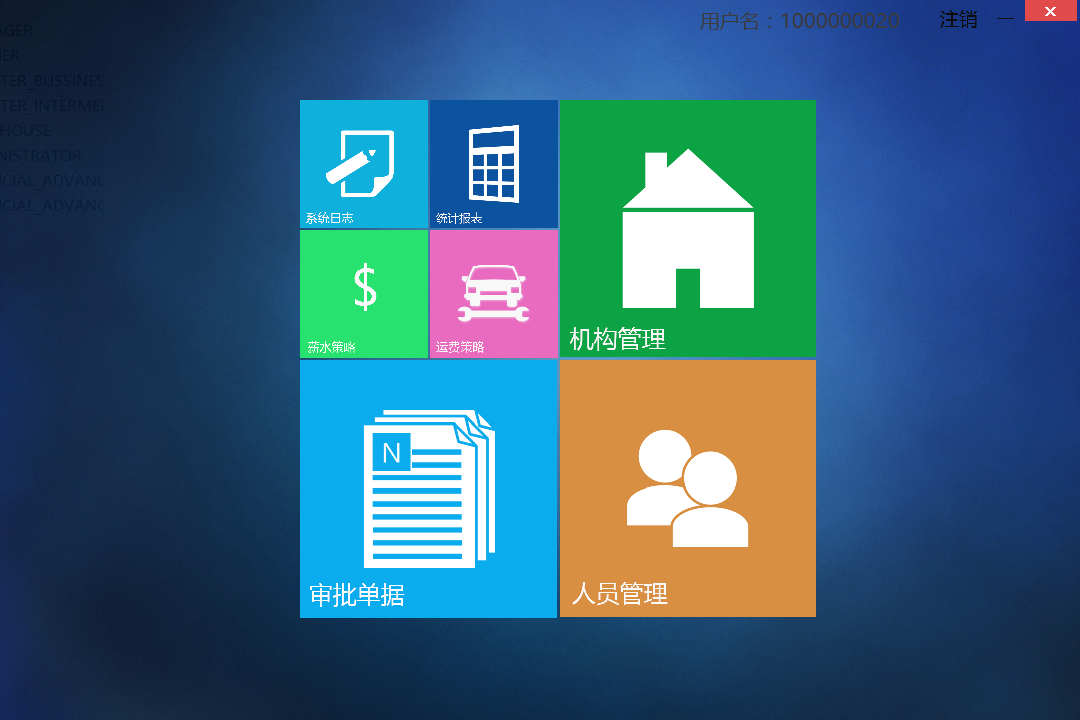 用户名：1000000020
注销
AGER
ER
TER_BUSSINES
TER_INTERMEI
HOUSE
NISTRATOR
CIAL_ADVANC
CIAL_ADVANC
系统日志
统计报表
机构管理
$
薪水策略
运费策略
N
审批单据
人员管理